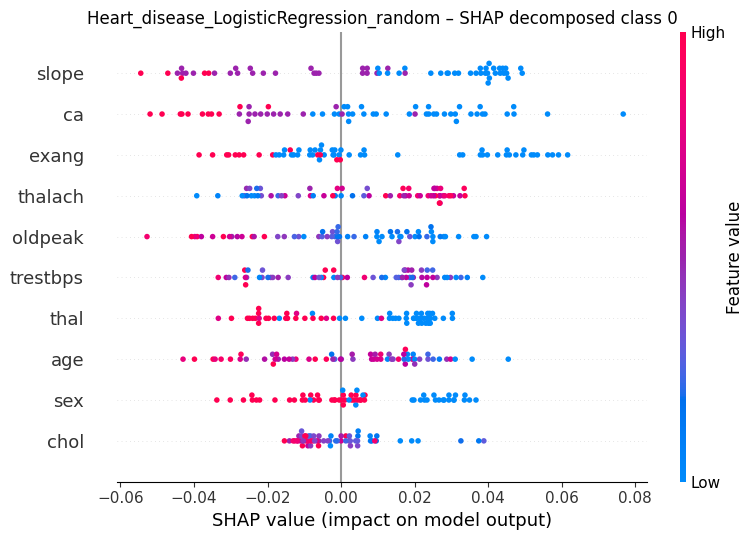 Heart_disease_LogisticRegression_random – SHAP decomposed class 0
High
slope
ca
exang
thalach
oldpeak
trestbps
thal
age
sex
chol
Feature value
Low
−0.06 −0.04 −0.02 0.00 0.02 0.04 0.06 0.08
SHAP value (impact on model output)